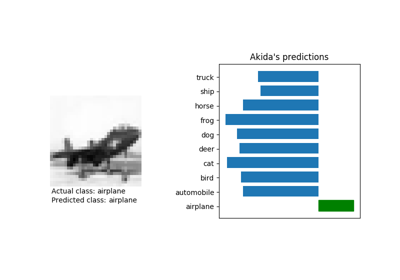 Akida's predictions
truck
ship
horse
frog
dog
deer
cat
bird
automobile
airplane
Actual class: airplane
Predicted class: airplane